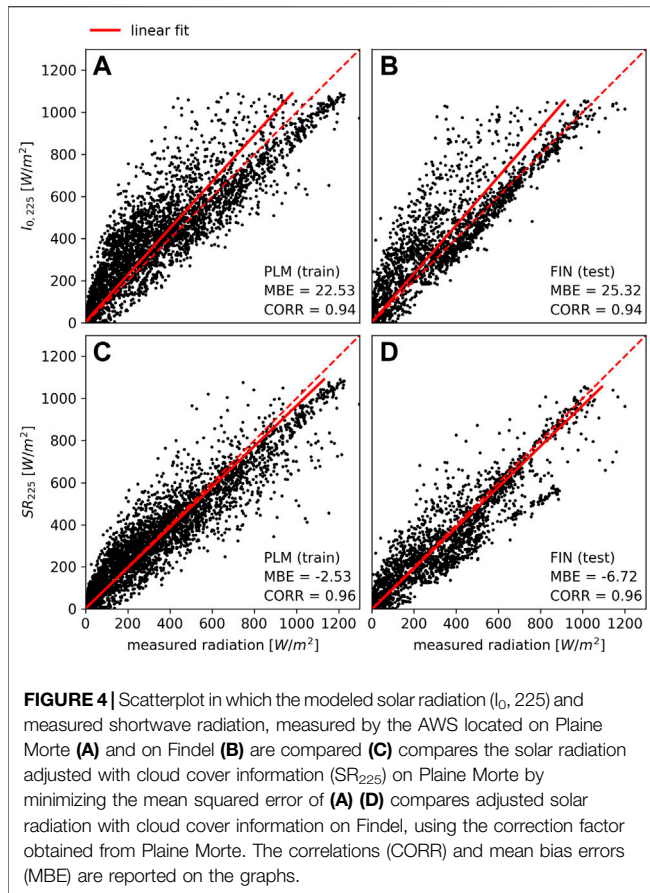 linear fit
A
1200
1000
800
600
400
200
0
I0,225 [W/m²]
PLM (train)
MBE = 22.53
CORR = 0.94
B
FIN (test)
MBE = 25.32
CORR = 0.94
C
1200
1000
800
600
400
200
0
SR225 [W/m²]
PLM (train)
MBE = -2.53
CORR = 0.96
0 200 400 600 800 1000 1200
measured radiation [W/m²]
D
FIN (test)
MBE = -6.72
CORR = 0.96
0 200 400 600 800 1000 1200
measured radiation [W/m²]
FIGURE 4 | Scatterplot in which the modeled solar radiation (I0, 225) and
measured shortwave radiation, measured by the AWS located on Plaine
Morte (A) and on Findel (B) are compared (C) compares the solar radiation
adjusted with cloud cover information (SR225) on Plaine Morte by
minimizing the mean squared error of (A) (D) compares adjusted solar
radiation with cloud cover information on Findel, using the correction factor
obtained from Plaine Morte. The correlations (CORR) and mean bias errors
(MBE) are reported on the graphs.